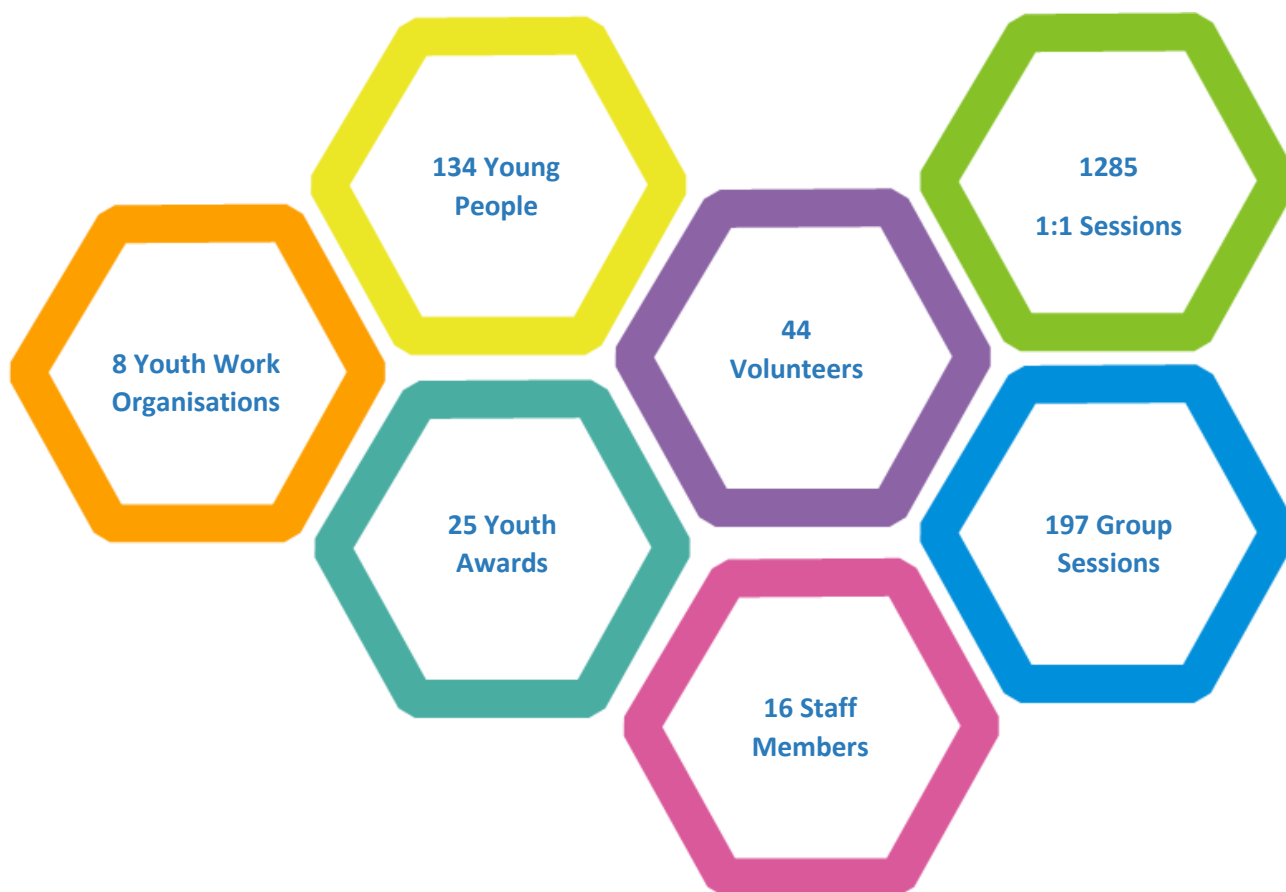 134 Young
People
1285
1:1 Sessions
44
Volunteers
8 Youth Work
Organisations
25 Youth
Awards
197 Group
Sessions
16 Staff
Members